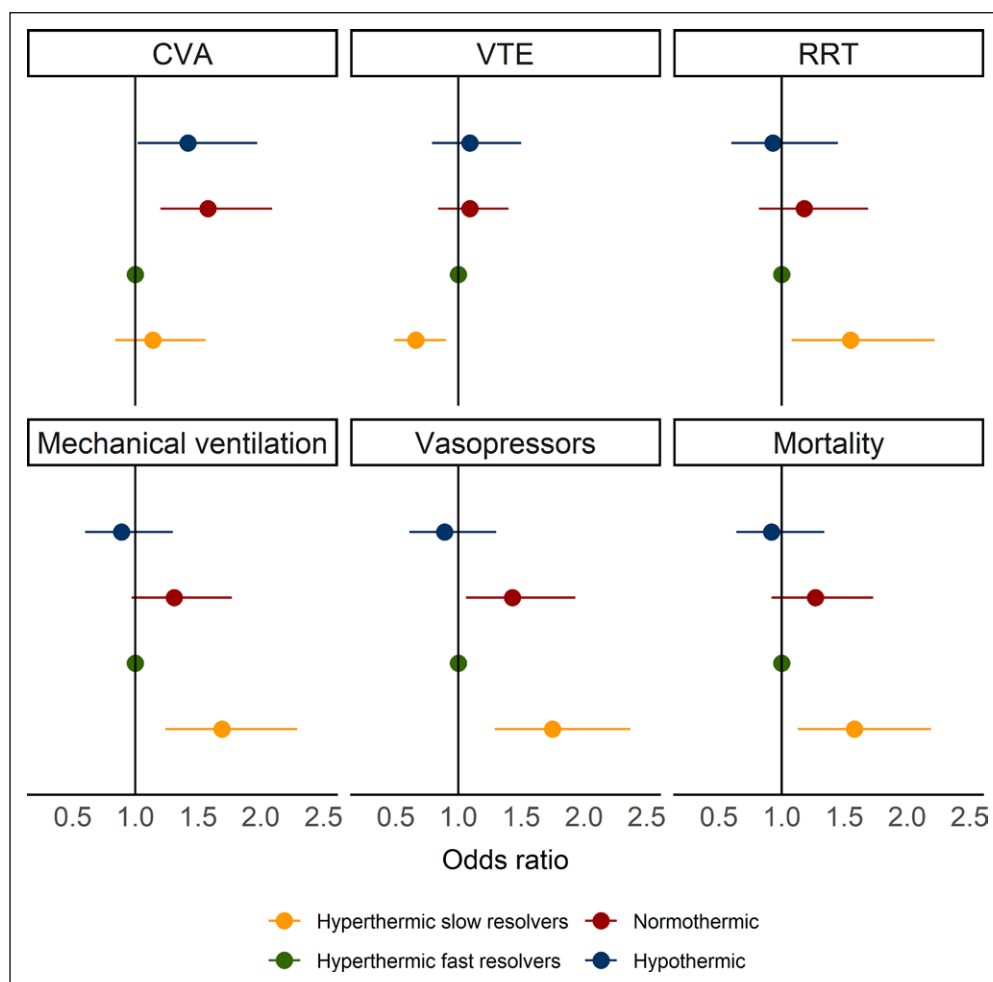 CVA VTE RRT
Mechanical ventilation Vasopressors Mortality
0.5 1.0 1.5 2.0 2.5 0.5 1.0 1.5 2.0 2.5 0.5 1.0 1.5 2.0 2.5
Odds ratio
Hyperthermic slow resolvers Normothermic
Hyperthermic fast resolvers Hypothermic